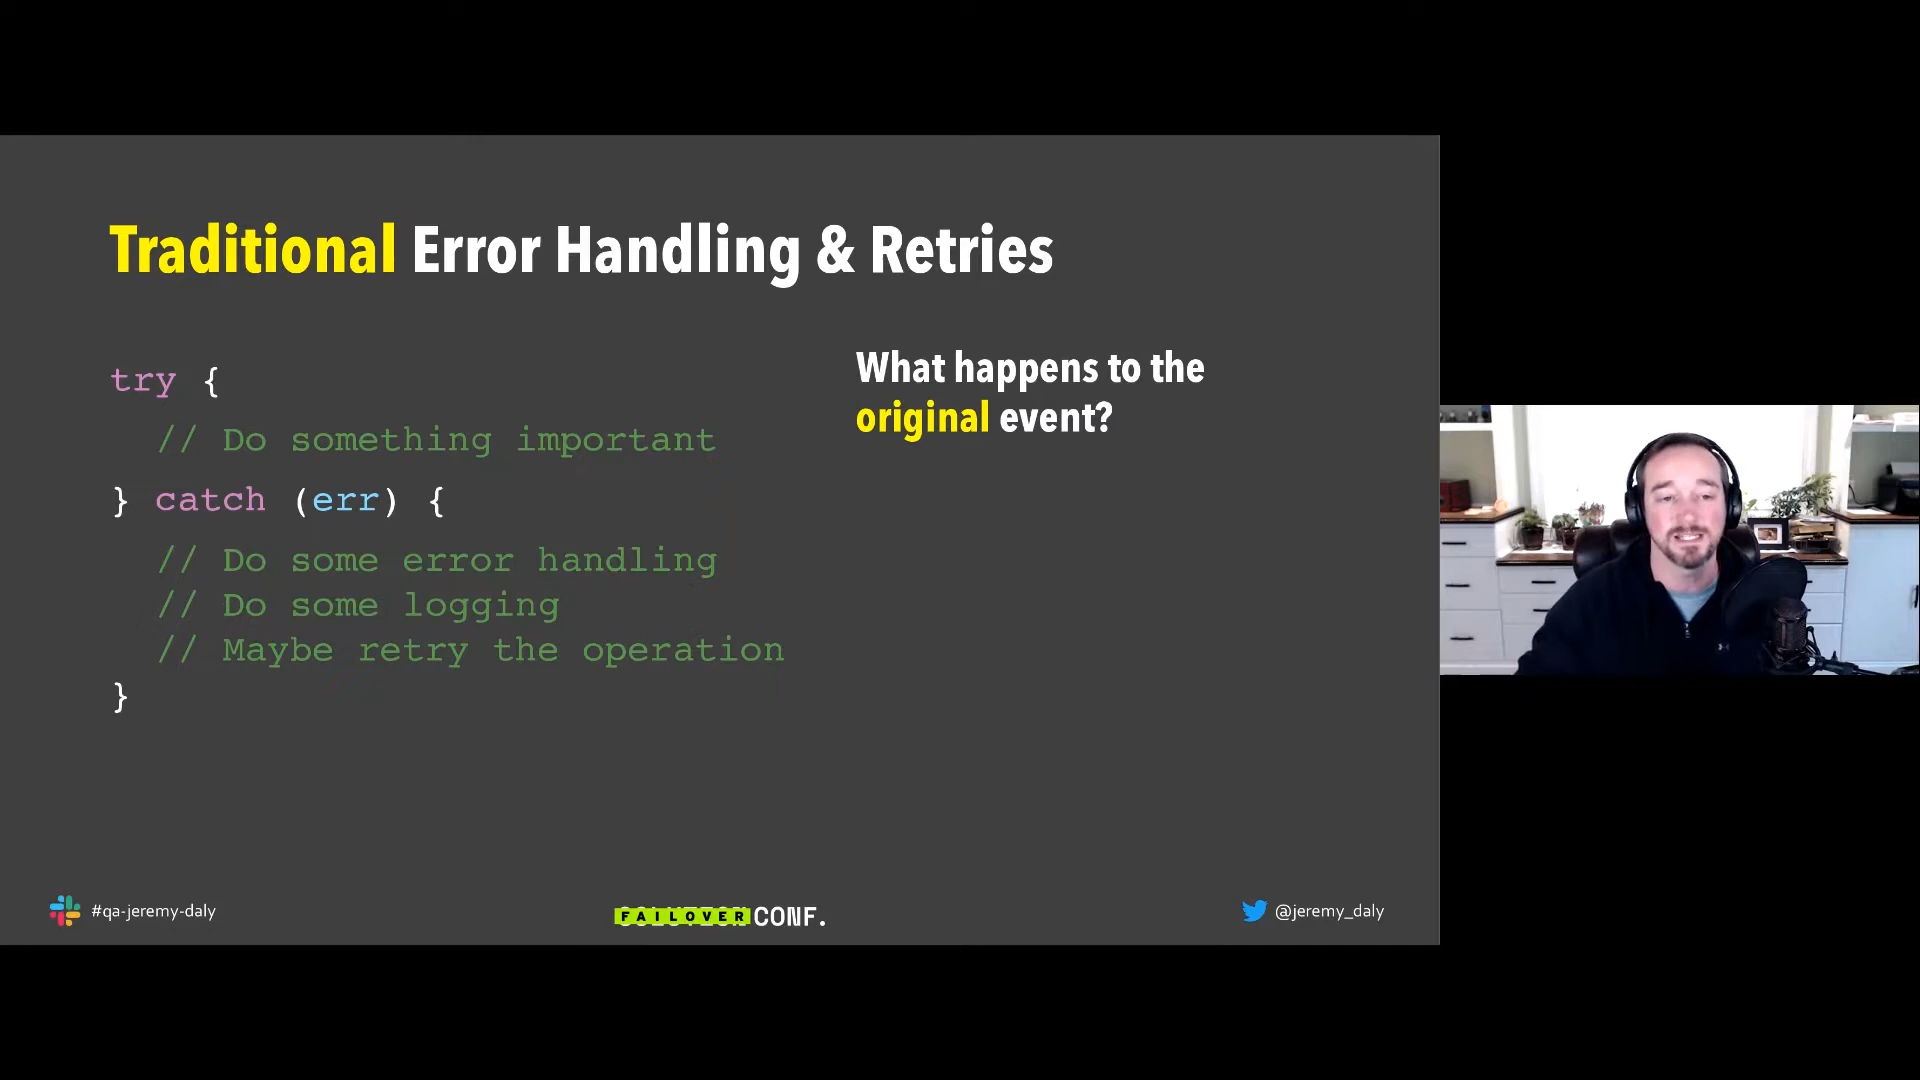 Traditional Error Handling & Retries
try {
// Do something important
} catch (err) {
// Do some error handling
// Do some logging
// Maybe retry the operation
}
What happens to the
original event?
#qa-jeremy-daly
FAILOVER CONF.
@jeremy_daly